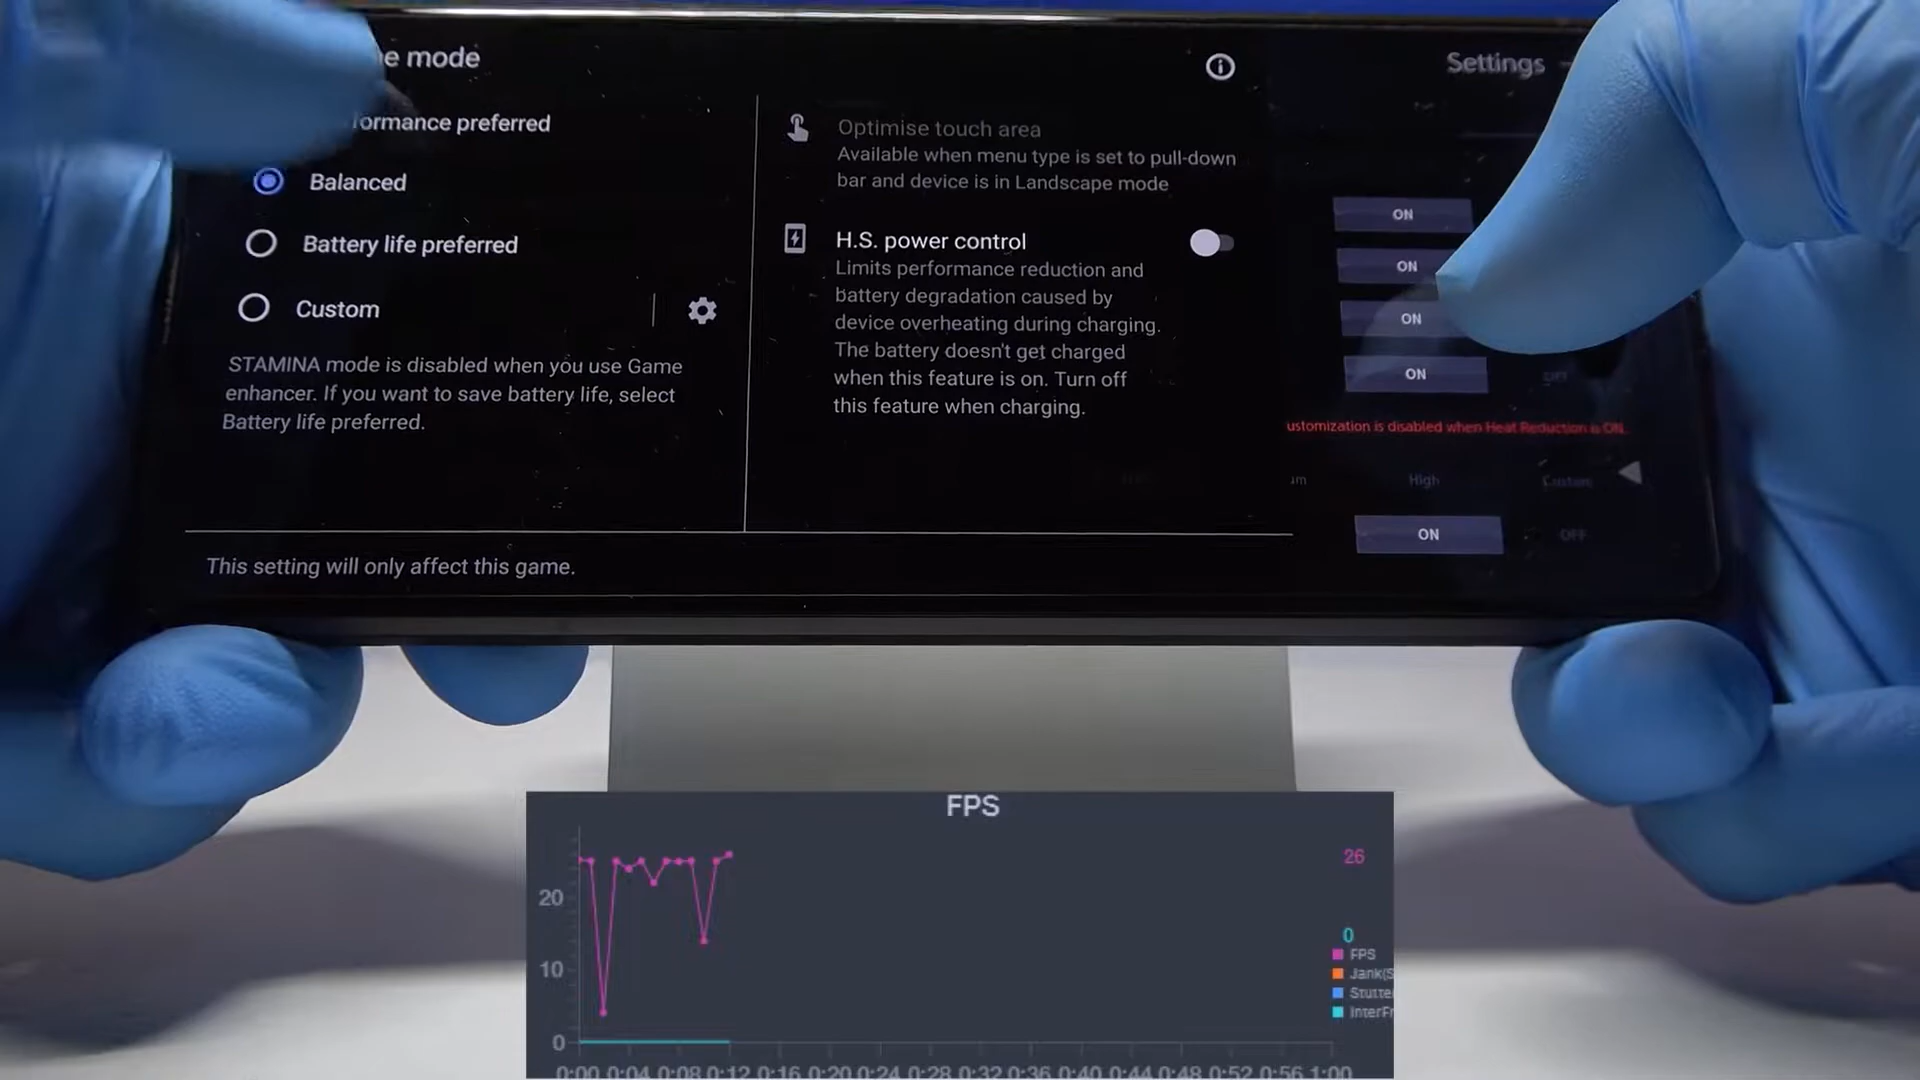 mode
Settings
formance preferred
Balanced
Battery life preferred
Custom
STAMINA mode is disabled when you use Game
enhancer. If you want to save battery life, select
Battery life preferred.
This setting will only affect this game.
Optimise touch area
Available when menu type is set to pull-down
bar and device is in Landscape mode
H.S. power control
Limits performance reduction and
battery degradation caused by
device overheating during charging.
The battery doesn't get charged
when this feature is on. Turn off
this feature when charging.
ON
ON
ON
ON OFF
ustomization is disabled when Heat Reduction is ON.
um High Custom
ON OFF
FPS
26
20
10
0
0
FPS
Jank(S
Stutte
InterFr
0:00 0:04 0:08 0:12 0:16 0:20 0:24 0:28 0:32 0:36 0:40 0:44 0:48 0:52 0:56 1:00